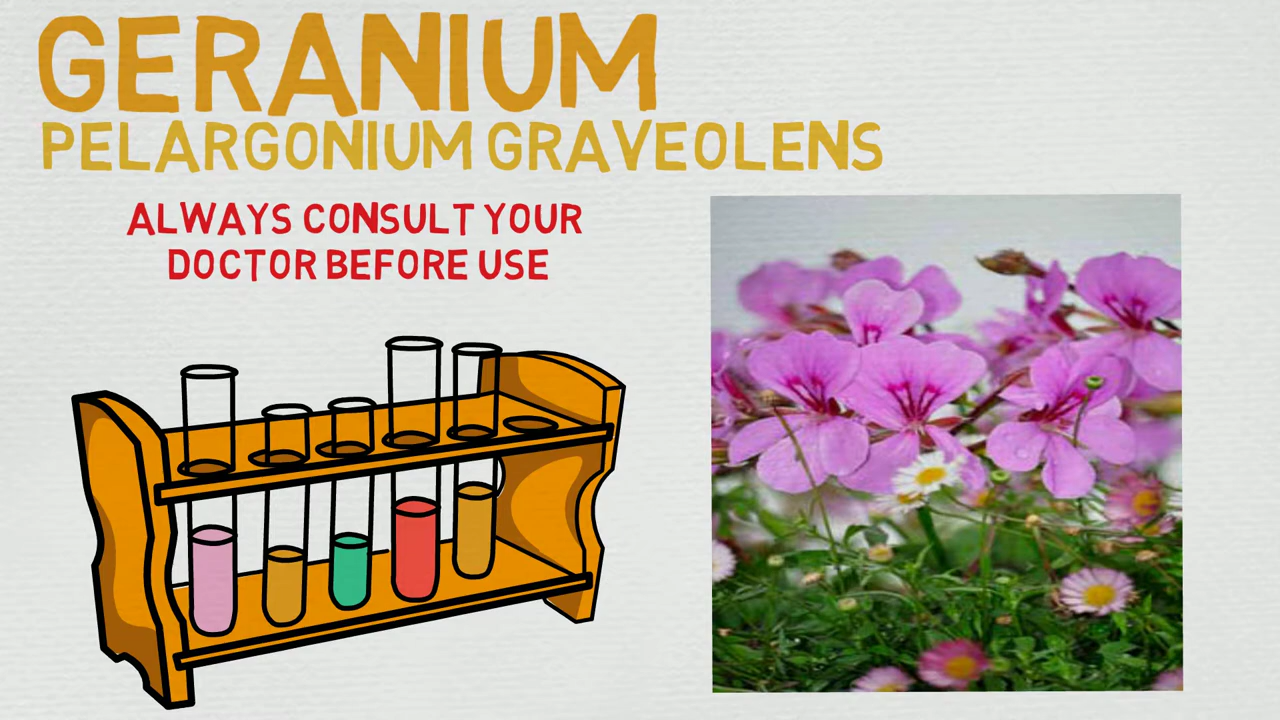 GERANIUM
PELARGONIUM GRAVEOLENS
ALWAYS CONSULT YOUR
DOCTOR BEFORE USE